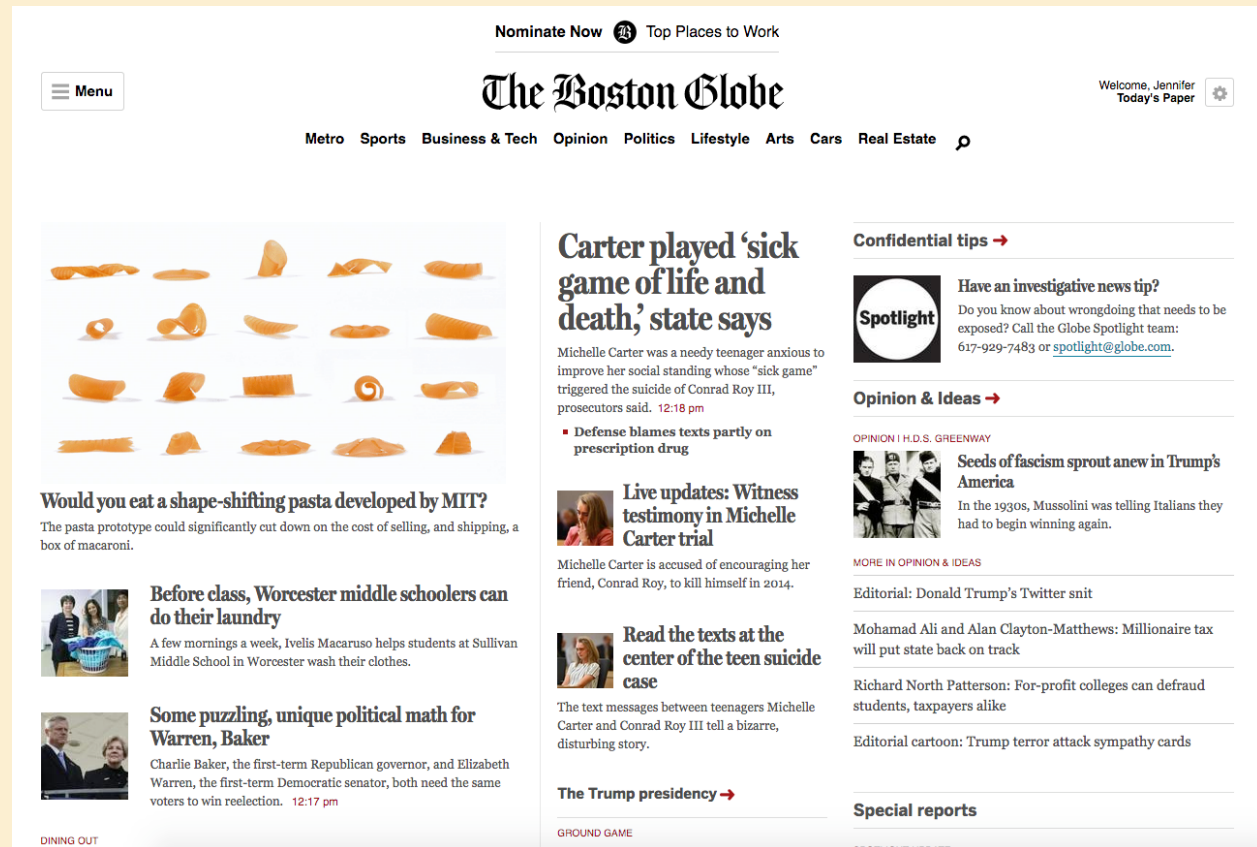 Nominate Now B Top Places to Work
Menu
The Boston Globe
Welcome, Jennifer
Today's Paper
Metro Sports Business & Tech Opinion Politics Lifestyle Arts Cars Real Estate
Would you eat a shape-shifting pasta developed by MIT?
The pasta prototype could significantly cut down on the cost of selling, and shipping, a
box of macaroni.
Before class, Worcester middle schoolers can
do their laundry
A few mornings a week, Ivelis Macaruso helps students at Sullivan
Middle School in Worcester wash their clothes.
Some puzzling, unique political math for
Warren, Baker
Charlie Baker, the first-term Republican governor, and Elizabeth
Warren, the first-term Democratic senator, both need the same
voters to win reelection. 12:17 pm
DINING OUT
Carter played ‘sick
game of life and
death,’ state says
Michelle Carter was a needy teenager anxious to
improve her social standing whose “sick game”
triggered the suicide of Conrad Roy III,
prosecutors said. 12:18 pm
Defense blames texts partly on
prescription drug
Live updates: Witness
testimony in Michelle
Carter trial
Michelle Carter is accused of encouraging her
friend, Conrad Roy, to kill himself in 2014.
Read the texts at the
center of the teen suicide
case
The text messages between teenagers Michelle
Carter and Conrad Roy III tell a bizarre,
disturbing story.
The Trump presidency
GROUND GAME
Confidential tips
Spotlight
Have an investigative news tip?
Do you know about wrongdoing that needs to be
exposed? Call the Globe Spotlight team:
617-929-7483 or spotlight@globe.com.
Opinion & Ideas
OPINION | H.D.S. GREENWAY
Seeds of fascism sprout anew in Trump’s
America
In the 1930s, Mussolini was telling Italians they
had to begin winning again.
MORE IN OPINION & IDEAS
Editorial: Donald Trump’s Twitter snit
Mohamad Ali and Alan Clayton-Matthews: Millionaire tax
will put state back on track
Richard North Patterson: For-profit colleges can defraud
students, taxpayers alike
Editorial cartoon: Trump terror attack sympathy cards
Special reports